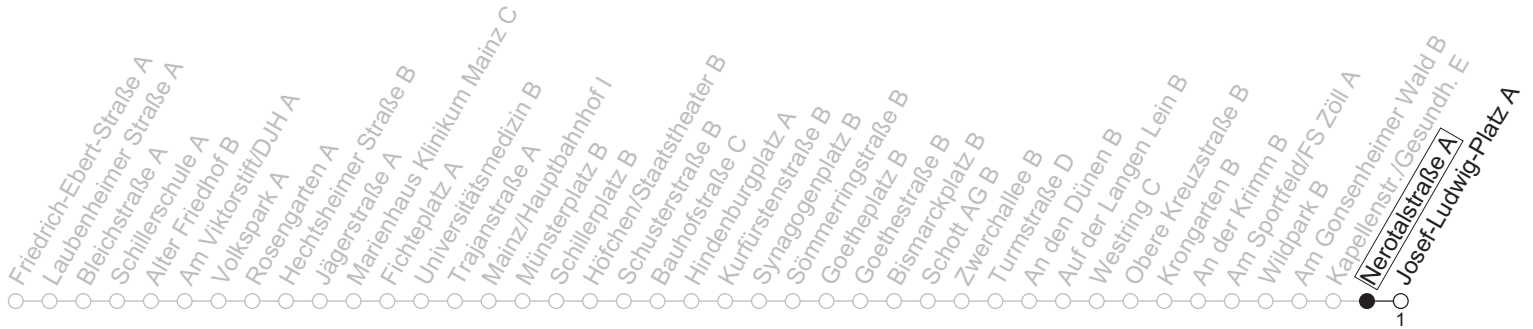 Friedrich-Ebert-Straße A
Laubenheimer Straße A
Bleichstraße A
Schillerschule A
Alter Friedhof B
Am Viktorstift/DJH A
Volkspark A
Rosengarten A
Hechtsheimer Straße B
Jägerstraße A
Marienhaus Klinikum Mainz C
Fichteplatz A
Universitätsmedizin B
Trajanstraße A
Mainz/Hauptbahnhof I
Münsterplatz B
Schillerplatz B
Höfchen/Staatstheater B
Schusterstraße B
Bauhofstraße C
Hindenburgplatz A
Kurfürstenstraße B
Synagogenplatz B
Sömmerringstraße B
Goetheplatz B
Goethestraße B
Bismarckplatz B
Schott AG B
Zwerchallee B
Turmstraße D
An den Dünen B
Auf der Langen Lein B
Westring C
Obere Kreuzstraße B
Krongarten B
An der Krimm B
Am Sportfeld/FS Zöll A
Wildpark B
Am Gonsenheimer Wald B
Kapellenstr./Gesundh. E
Nerotalstraße A
Josef-Ludwig-Platz A
1